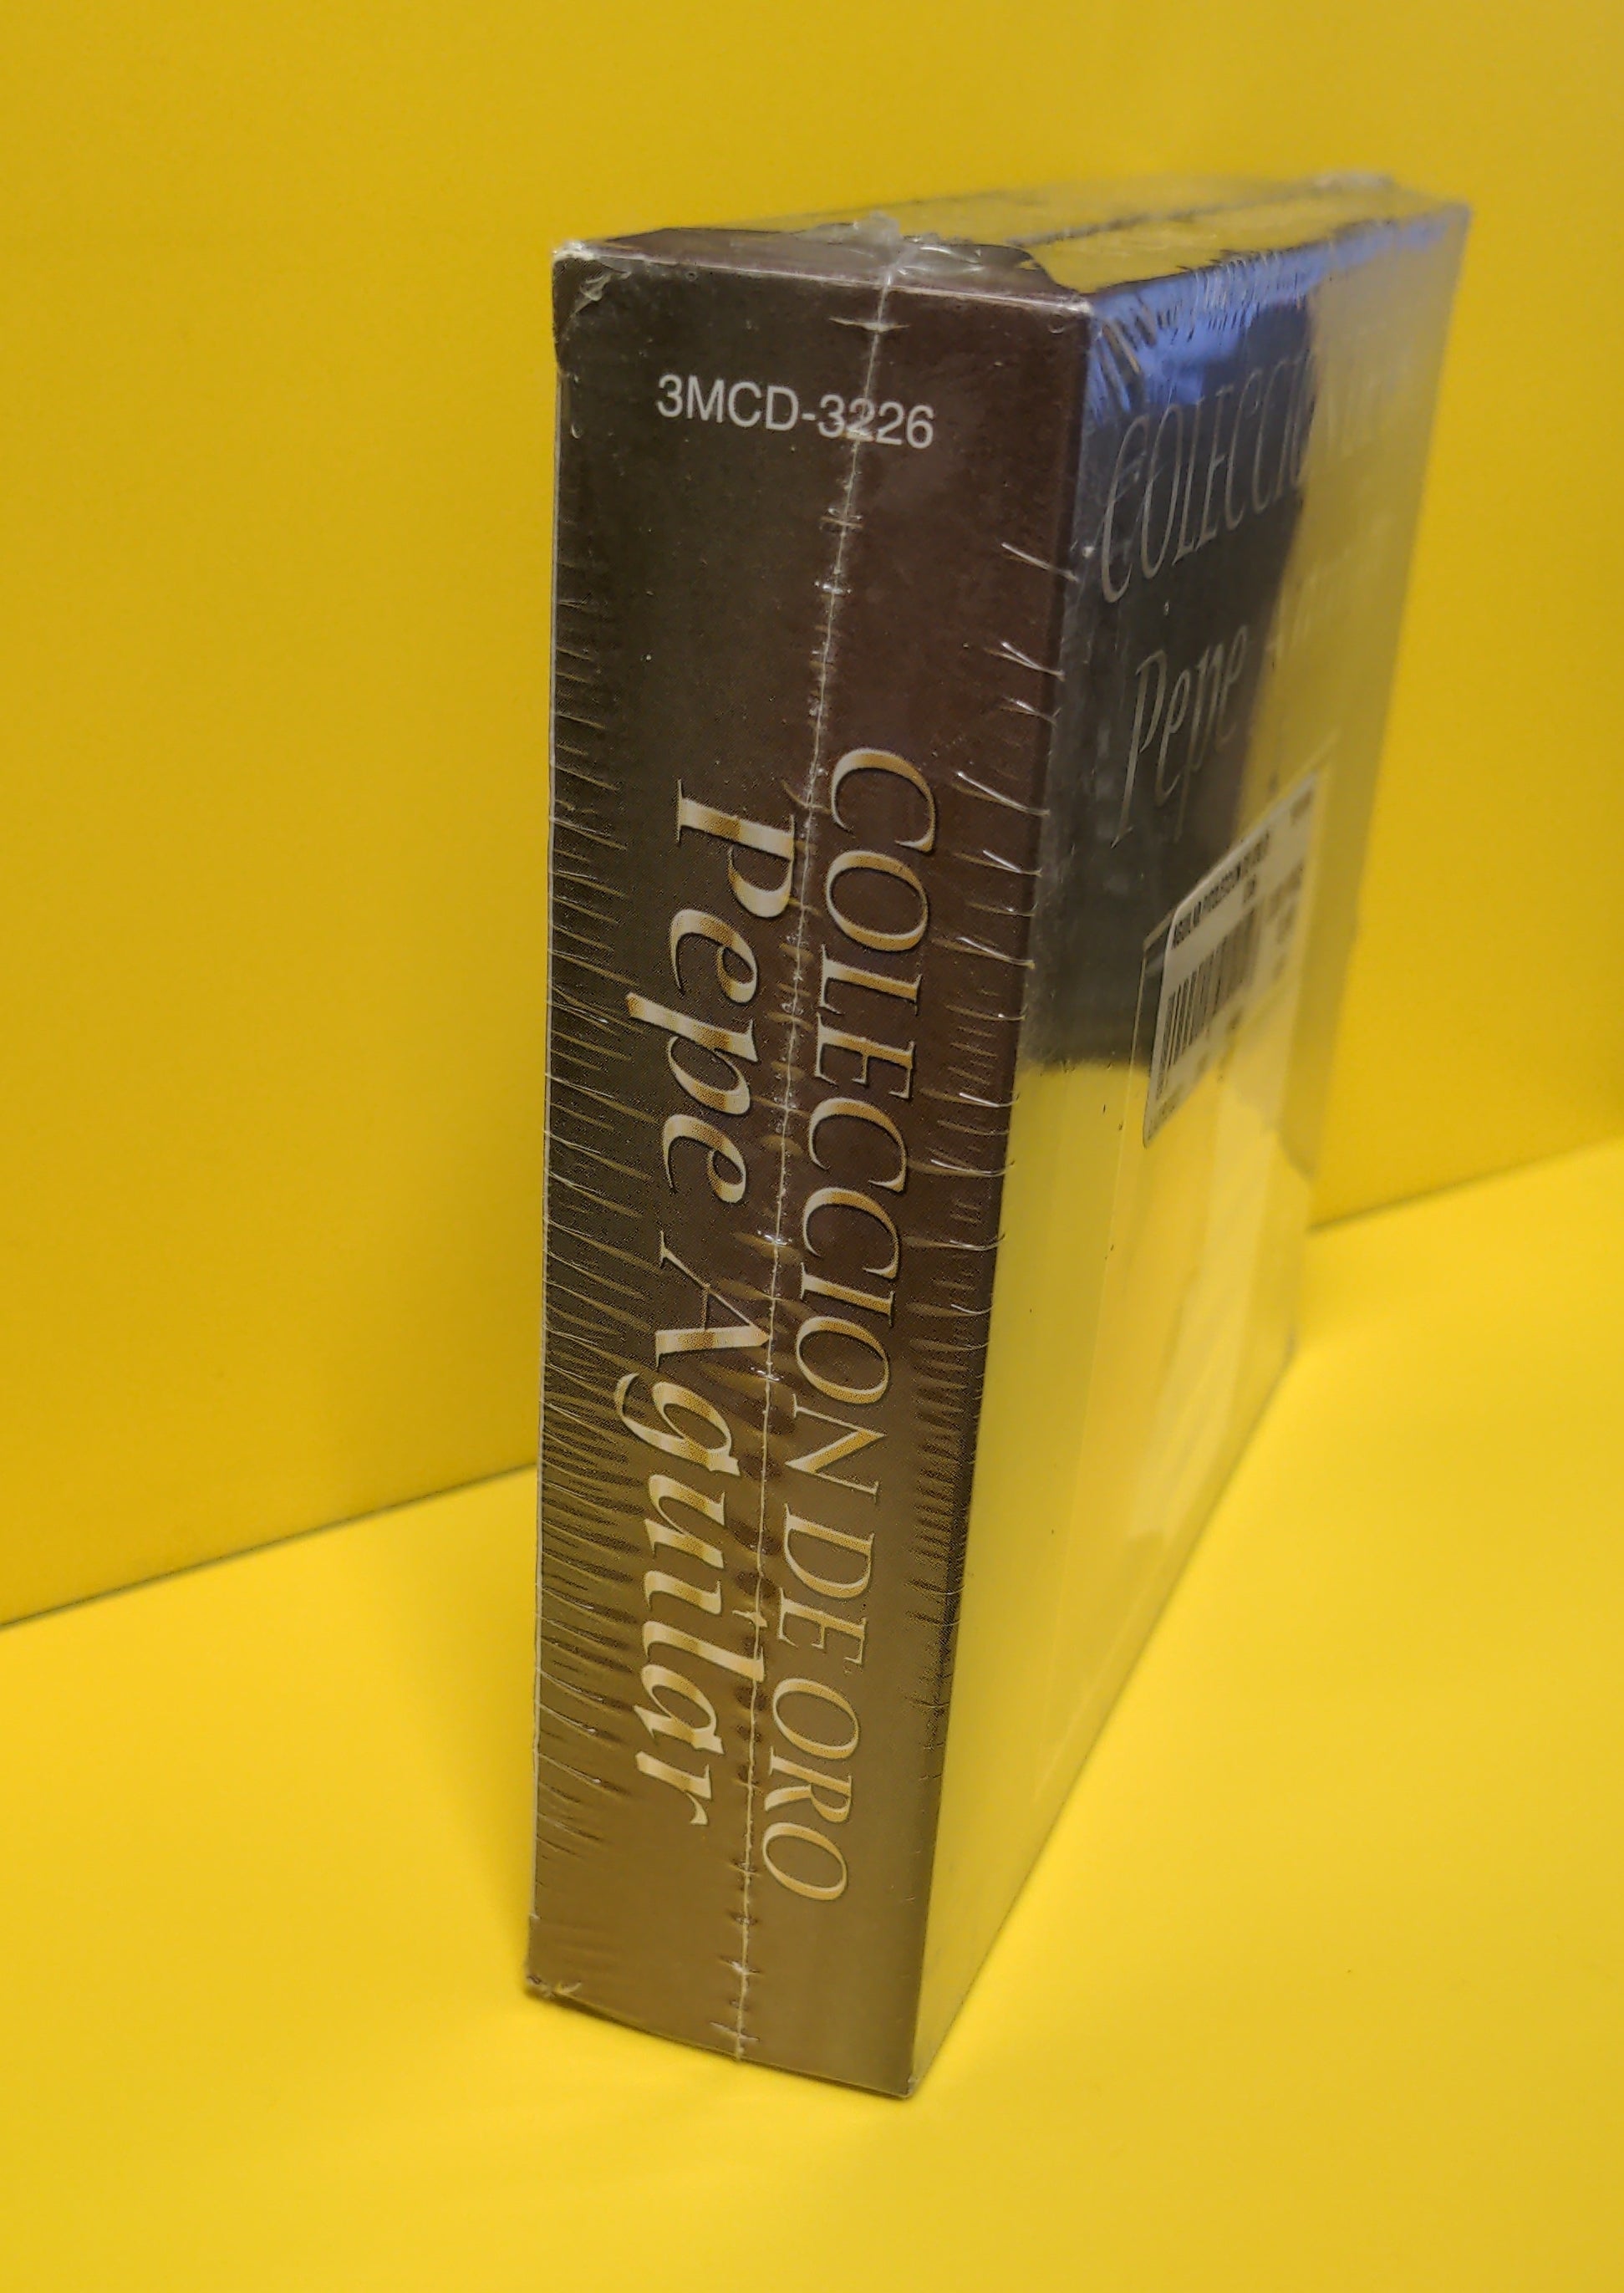 3MCD-3226
COLECCION DE ORO
Pepe Aguilar
COLECCION
Pepe